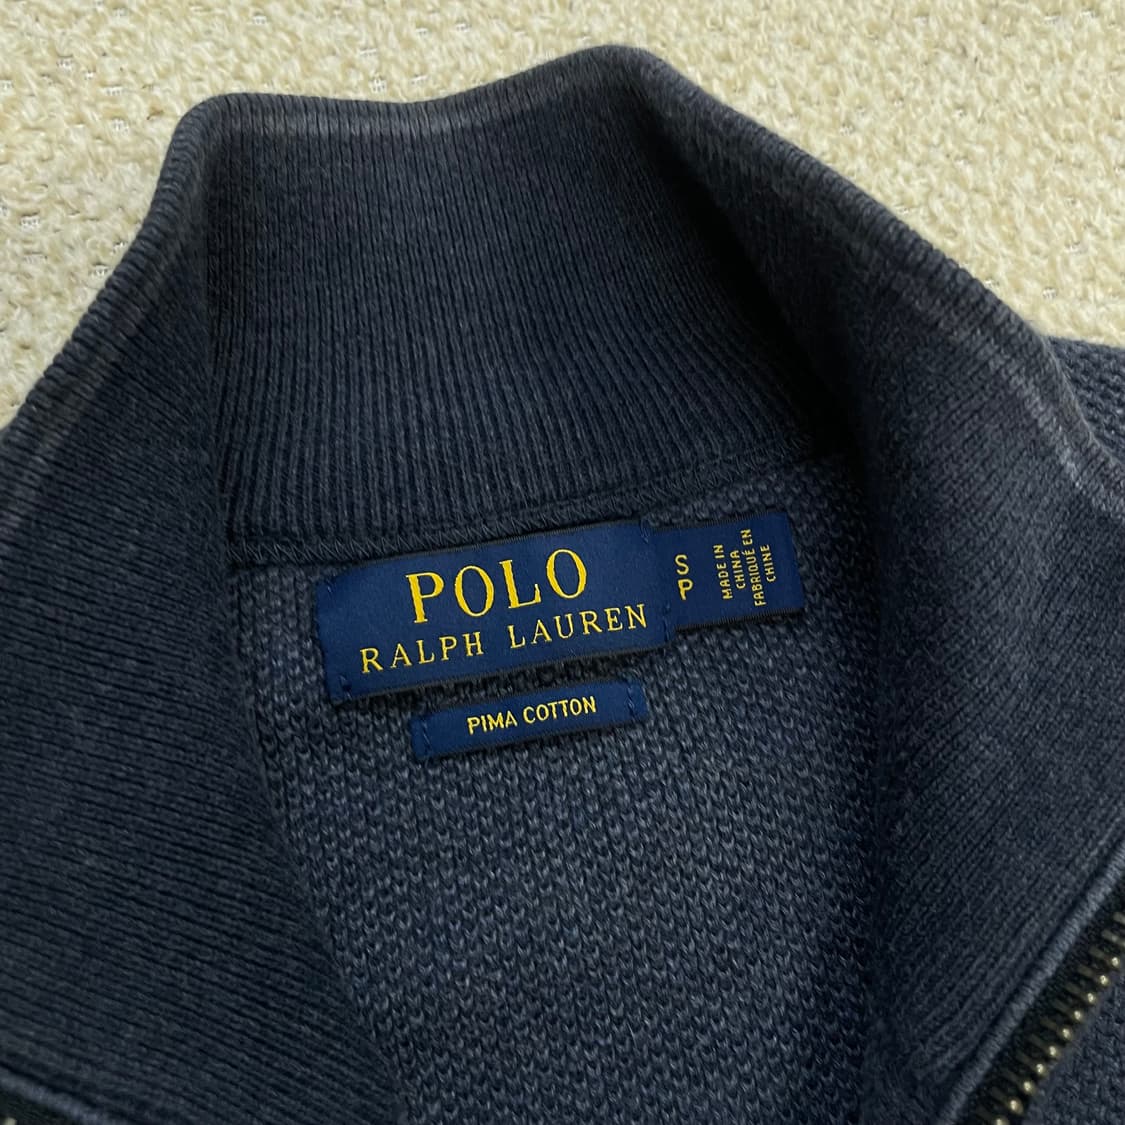 POLO
RALPH LAUREN
S
P
MADE IN
CHINA
FABRIQUÉ EN
CHINE
PIMA COTTON